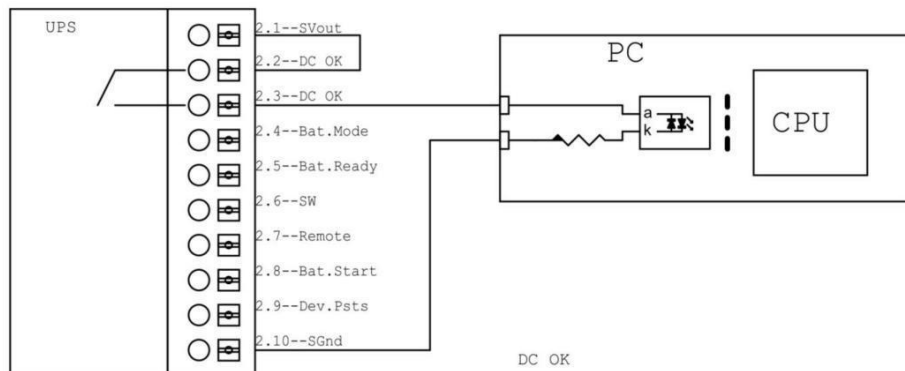 UPS
2.1--SVout
2.2--DC OK
2.3--DC OK
2.4--Bat.Mode
2.5--Bat.Ready
2.6--SW
2.7--Remote
2.8--Bat.Start
2.9--Dev.Psts
2.10--SGnd
PC
a
k
CPU
DC OK